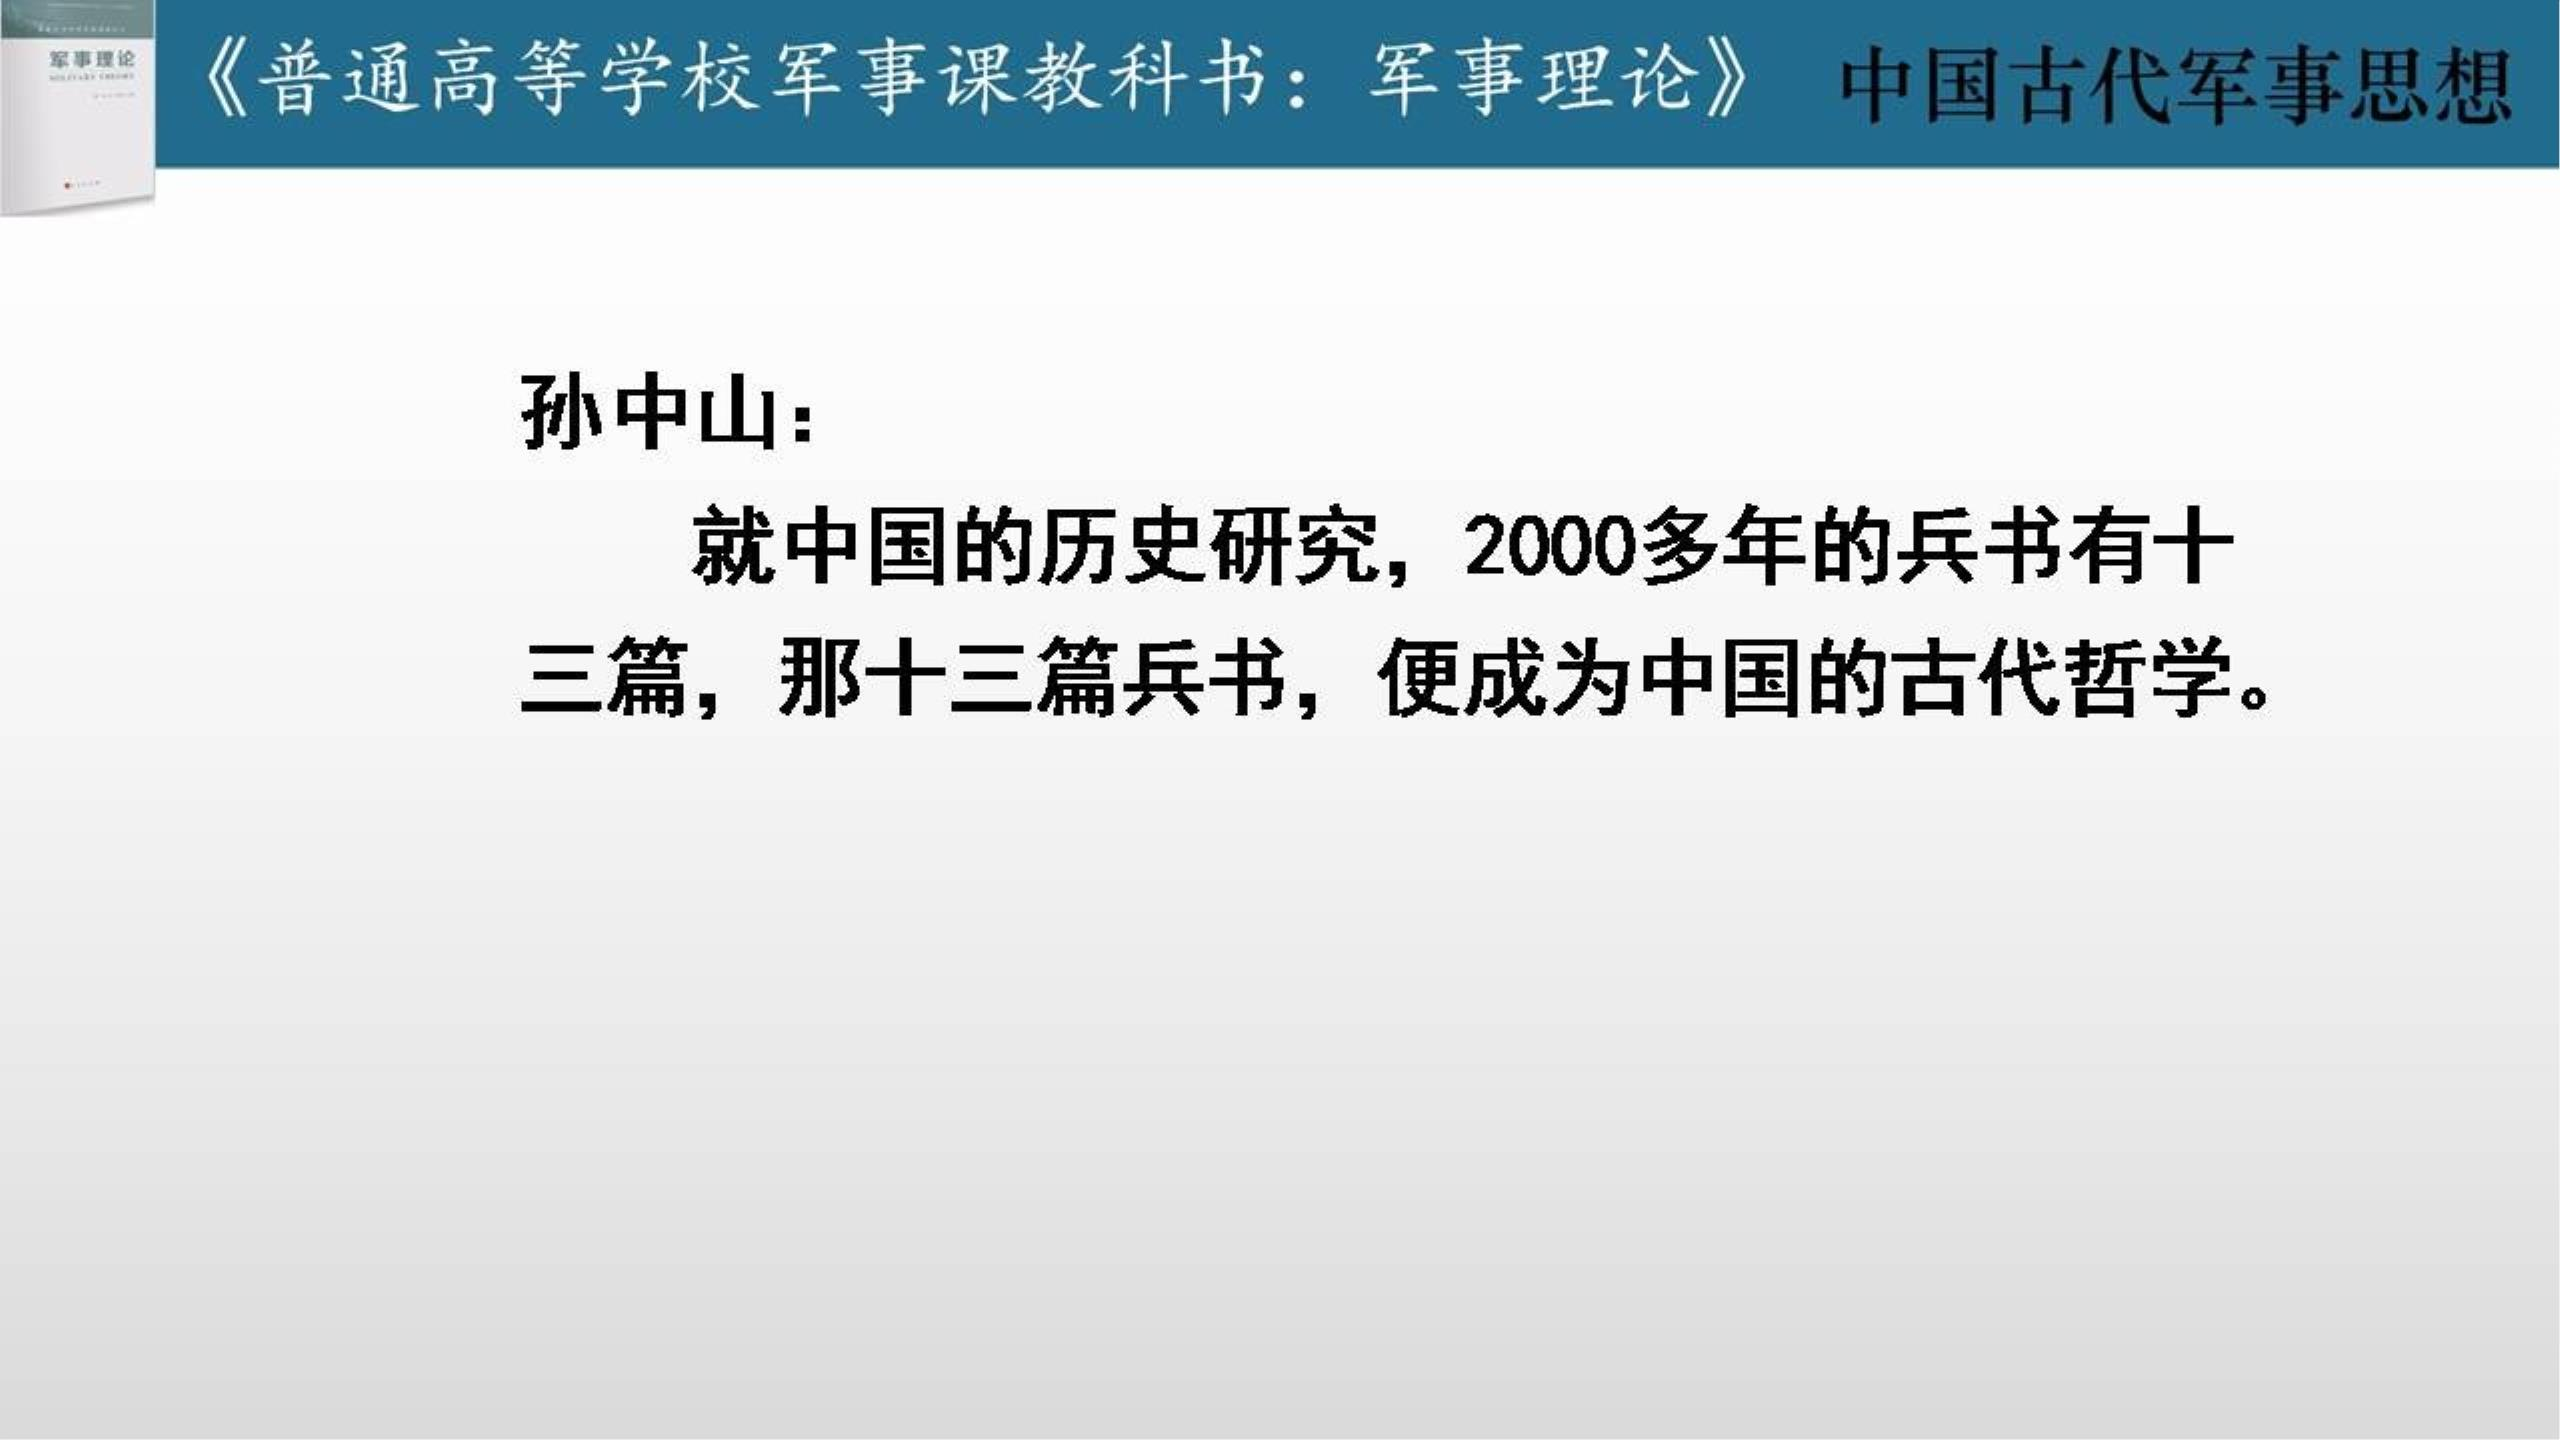 军事理论
MILITARY THEORY
《普通高等学校军事课教科书：军事理论》 中国古代军事思想
孙中山：
就中国的历史研究，2000多年的兵书有十
三篇，那十三篇兵书，便成为中国的古代哲学。